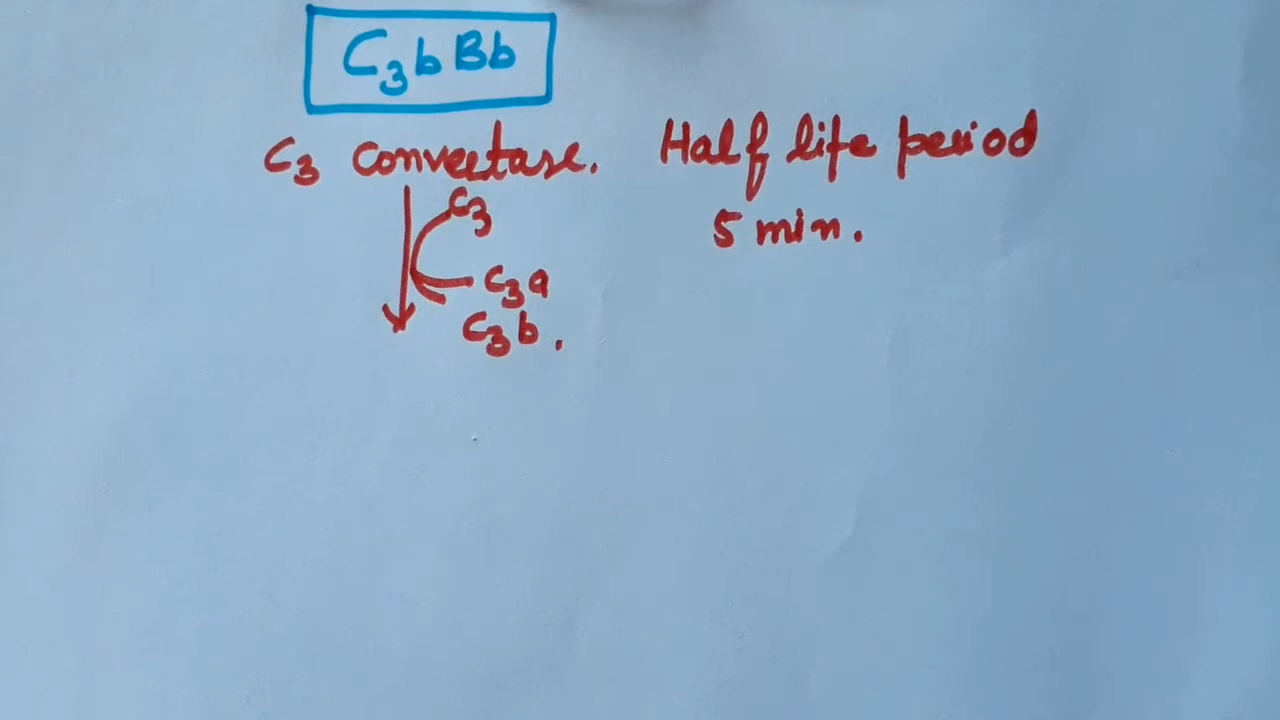 C3bBb
C3 convertase. Half life period
5 min.
C3
C3a
C3b.